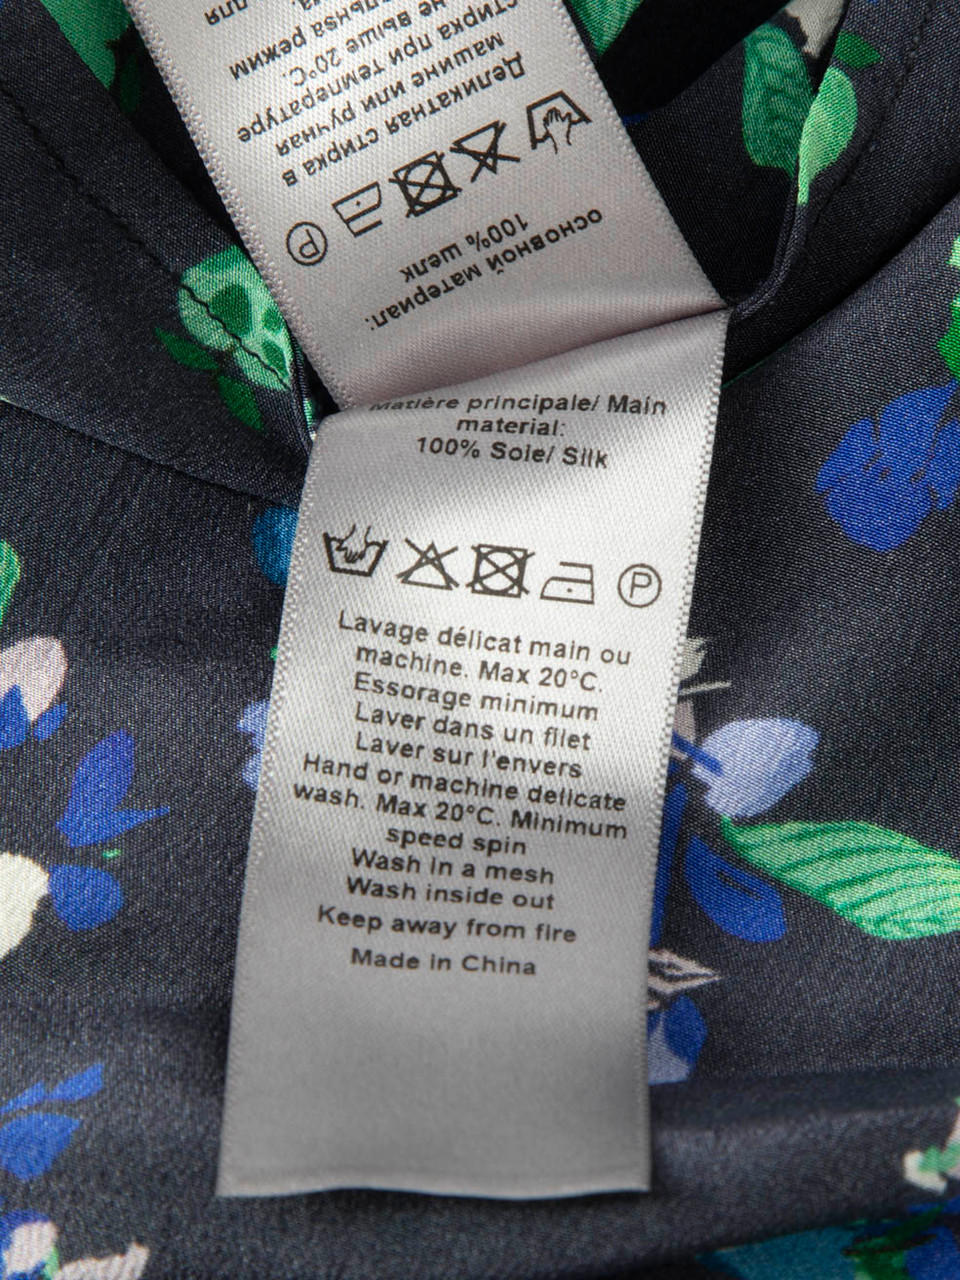 основной материал:
100% шелк
P
Деликатная стирка в
машине или ручная
стирка при температуре
не выше 20°C.
режим
для
Matière principale/ Main
material:
100% Soie/ Silk
P
Lavage délicat main ou
machine. Max 20°C.
Essorage minimum
Laver dans un filet
Laver sur l'envers
Hand or machine delicate
wash. Max 20°C. Minimum
speed spin
Wash in a mesh
Wash inside out
Keep away from fire
Made in China